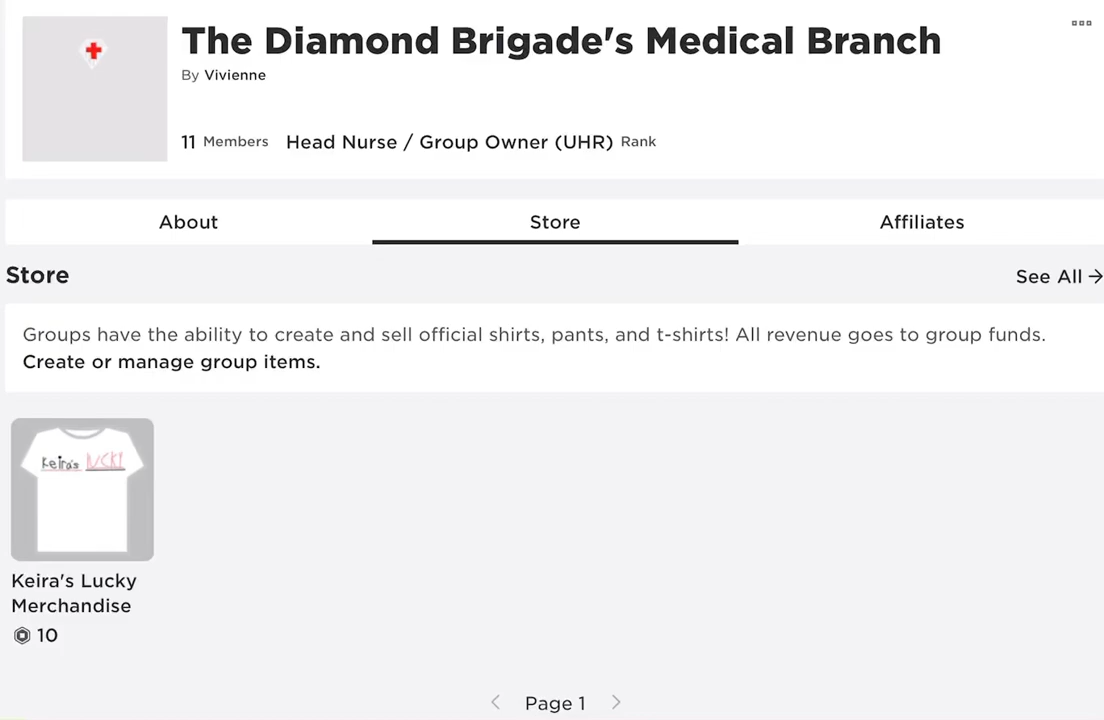 The Diamond Brigade's Medical Branch
By Vivienne
11 Members Head Nurse / Group Owner (UHR) Rank
About Store Affiliates
Store See All
Groups have the ability to create and sell official shirts, pants, and t-shirts! All revenue goes to group funds.
Create or manage group items.
Keira's LUCKY
Keira's Lucky
Merchandise
10
Page 1